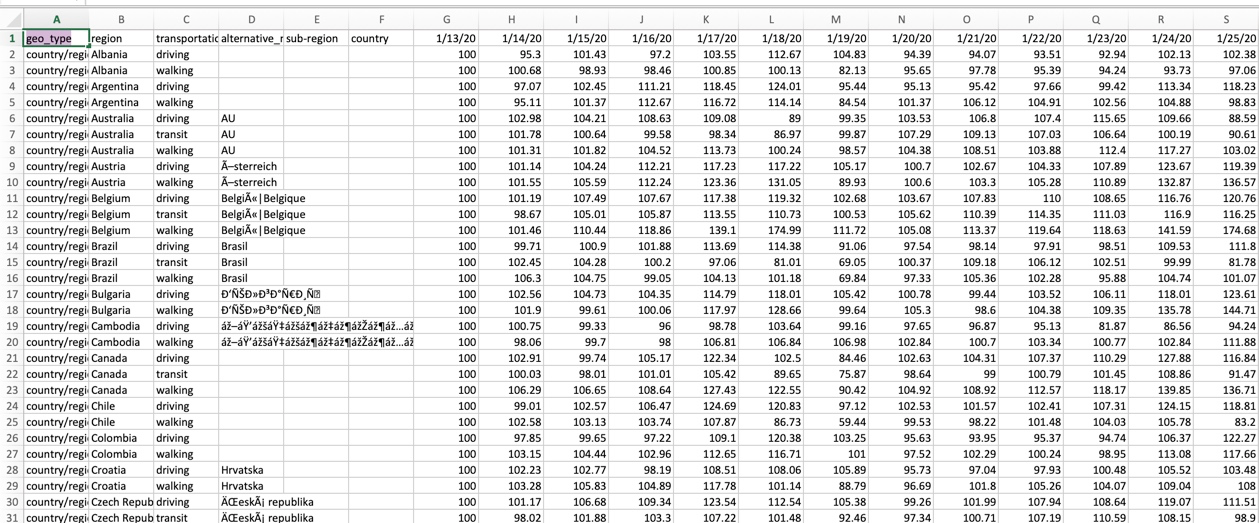 A B C D E F G H I J K L M N O P Q R S
1 geo_type region transportatic alternative_r sub-region country 1/13/20 1/14/20 1/15/20 1/16/20 1/17/20 1/18/20 1/19/20 1/20/20 1/21/20 1/22/20 1/23/20 1/24/20 1/25/20
2 country/regi Albania driving 100 95.3 101.43 97.2 103.55 112.67 104.83 94.39 94.07 93.51 92.94 102.13 102.38
3 country/regi Albania walking 100 100.68 98.93 98.46 100.85 100.13 82.13 95.65 97.78 95.39 94.24 93.73 97.06
4 country/regi Argentina driving 100 97.07 102.45 111.21 118.45 124.01 95.44 95.13 95.42 97.66 99.42 113.34 118.23
5 country/regi Argentina walking 100 95.11 101.37 112.67 116.72 114.14 84.54 101.37 106.12 104.91 102.56 104.88 98.83
6 country/regi Australia driving AU 100 102.98 104.21 108.63 109.08 89 99.35 103.53 106.8 107.4 115.65 109.66 88.59
7 country/regi Australia transit AU 100 101.78 100.64 99.58 98.34 86.97 99.87 107.29 109.13 107.03 106.64 100.19 90.61
8 country/regi Australia walking AU 100 101.31 101.82 104.52 113.73 100.24 98.57 104.38 108.51 103.88 112.4 117.27 103.02
9 country/regi Austria driving Ã–sterreich 100 101.14 104.24 112.21 117.23 117.22 105.17 100.7 102.67 104.33 107.89 123.67 119.39
10 country/regi Austria walking Ã–sterreich 100 101.55 105.59 112.24 123.36 131.05 89.93 100.6 103.3 105.28 110.89 132.87 136.57
11 country/regi Belgium driving BelgiÃ«|Belgique 100 101.19 107.49 107.67 117.38 119.32 102.68 103.67 107.83 110 108.65 116.76 120.76
12 country/regi Belgium transit BelgiÃ«|Belgique 100 98.67 105.01 105.87 113.55 110.73 100.53 105.62 110.39 114.35 111.03 116.9 116.25
13 country/regi Belgium walking BelgiÃ«|Belgique 100 101.46 110.44 118.86 139.1 174.99 111.72 105.08 113.37 119.64 118.63 141.59 174.68
14 country/regi Brazil driving Brasil 100 99.71 100.9 101.88 113.69 114.38 91.06 97.54 98.14 97.91 98.51 109.53 111.8
15 country/regi Brazil transit Brasil 100 102.45 104.28 100.2 97.06 81.01 69.05 100.37 109.18 106.12 102.51 99.99 81.78
16 country/regi Brazil walking Brasil 100 106.3 104.75 99.05 104.13 101.18 69.84 97.33 105.36 102.28 95.88 104.74 101.07
17 country/regi Bulgaria driving 100 102.56 104.73 104.35 114.79 118.01 105.42 100.78 99.44 103.52 106.11 118.01 123.61
18 country/regi Bulgaria walking 100 101.9 99.61 100.06 117.97 128.66 99.64 105.3 98.6 104.38 109.35 135.78 144.71
19 country/regi Cambodia driving 100 100.75 99.33 96 98.78 103.64 99.16 97.65 96.87 95.13 81.87 86.56 94.24
20 country/regi Cambodia walking 100 98.06 99.7 98 106.81 106.84 106.98 102.84 100.7 103.34 100.77 102.84 111.88
21 country/regi Canada driving 100 102.91 99.74 105.17 122.34 102.5 84.46 102.63 104.31 107.37 110.29 127.88 116.84
22 country/regi Canada transit 100 100.03 98.01 101.01 105.42 89.65 75.87 98.64 99 100.79 101.45 108.86 91.47
23 country/regi Canada walking 100 106.29 106.65 108.64 127.43 122.55 90.42 104.92 108.92 112.57 118.17 139.85 136.71
24 country/regi Chile driving 100 99.01 102.57 106.47 124.69 120.83 97.12 102.53 101.57 102.41 107.31 124.15 118.81
25 country/regi Chile walking 100 102.58 103.13 103.74 107.87 86.73 59.44 99.53 98.22 101.48 104.03 105.78 83.2
26 country/regi Colombia driving 100 97.85 99.65 97.22 109.1 120.38 103.25 95.63 93.95 95.37 94.74 106.37 122.27
27 country/regi Colombia walking 100 103.15 104.44 102.96 112.65 116.71 101 97.52 102.29 100.24 98.95 113.08 117.66
28 country/regi Croatia driving Hrvatska 100 102.23 102.77 98.19 108.51 108.06 105.89 95.73 97.04 97.93 100.48 105.52 103.48
29 country/regi Croatia walking Hrvatska 100 103.28 105.83 104.89 117.78 101.14 88.79 96.69 101.8 105.26 104.07 109.04 108
30 country/regi Czech Repub driving ÄŒeskÃ¡ republika 100 101.17 106.68 109.34 123.54 112.54 105.38 99.26 101.99 107.94 108.64 119.07 111.51
31 country/regi Czech Repub transit ÄŒeskÃ¡ republika 100 98.02 101.88 103.3 107.22 101.48 92.46 97.34 100.71 107.19 110.59 108.15 98.9